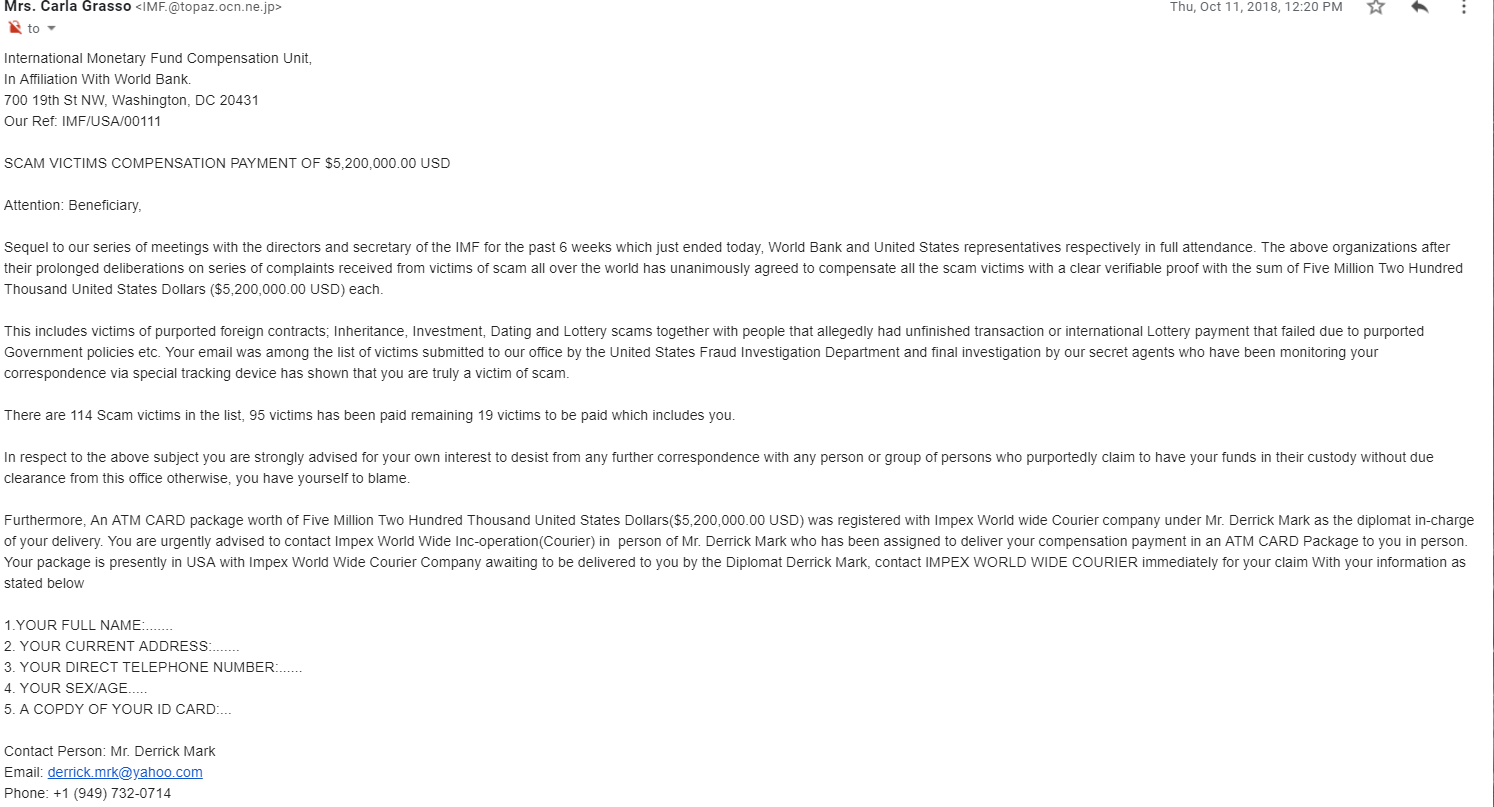 Mrs. Carla Grasso <IMF.@topaz.ocn.ne.jp>
Thu, Oct 11, 2018, 12:20 PM
to
International Monetary Fund Compensation Unit,
In Affiliation With World Bank.
700 19th St NW, Washington, DC 20431
Our Ref: IMF/USA/00111
SCAM VICTIMS COMPENSATION PAYMENT OF $5,200,000.00 USD
Attention: Beneficiary,
Sequel to our series of meetings with the directors and secretary of the IMF for the past 6 weeks which just ended today, World Bank and United States representatives respectively in full attendance. The above organizations after
their prolonged deliberations on series of complaints received from victims of scam all over the world has unanimously agreed to compensate all the scam victims with a clear verifiable proof with the sum of Five Million Two Hundred
Thousand United States Dollars ($5,200,000.00 USD) each.
This includes victims of purported foreign contracts; Inheritance, Investment, Dating and Lottery scams together with people that allegedly had unfinished transaction or international Lottery payment that failed due to purported
Government policies etc. Your email was among the list of victims submitted to our office by the United States Fraud Investigation Department and final investigation by our secret agents who have been monitoring your
correspondence via special tracking device has shown that you are truly a victim of scam.
There are 114 Scam victims in the list, 95 victims has been paid remaining 19 victims to be paid which includes you.
In respect to the above subject you are strongly advised for your own interest to desist from any further correspondence with any person or group of persons who purportedly claim to have your funds in their custody without due
clearance from this office otherwise, you have yourself to blame.
Furthermore, An ATM CARD package worth of Five Million Two Hundred Thousand United States Dollars($5,200,000.00 USD) was registered with Impex World wide Courier company under Mr. Derrick Mark as the diplomat in-charge
of your delivery. You are urgently advised to contact Impex World Wide Inc-operation(Courier) in  person of Mr. Derrick Mark who has been assigned to deliver your compensation payment in an ATM CARD Package to you in person.
Your package is presently in USA with Impex World Wide Courier Company awaiting to be delivered to you by the Diplomat Derrick Mark, contact IMPEX WORLD WIDE COURIER immediately for your claim With your information as
stated below
1.YOUR FULL NAME:.......
2. YOUR CURRENT ADDRESS:.......
3. YOUR DIRECT TELEPHONE NUMBER:......
4. YOUR SEX/AGE.....
5. A COPDY OF YOUR ID CARD:...
Contact Person: Mr. Derrick Mark
Email: derrick.mrk@yahoo.com
Phone: +1 (949) 732-0714